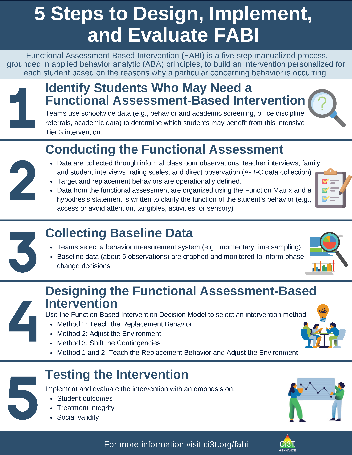 5 Steps to Design, Implement,
and Evaluate FABI
Functional Assessment-Based Intervention (FABI) is a five-step manualized process,
grounded in applied behavior analytic (ABA) principles, to build an intervention personalized for
each student based on the reasons why a particular concerning behavior is occurring
1
Identify Students Who May Need a
Functional Assessment-Based Intervention
Teams use schoolwide data (e.g., behavior and academic screening, office discipline
referrals, academic data) to determine which students may benefit from this intensive
Tier 3 intervention
2
Conducting the Functional Assessment
Data are collected through informal classroom observations, teacher interviews, family
and student interviews, rating scales, and direct observation (A-B-C data collection)
Target and replacement behaviors are operationally defined.
Data from the functional assessment are organized using the Function Matrix and a
hypothesis statement is written to clarify the function of the student's behavior (e.g.,
access or avoid attention, tangibles, activities, or sensory)
3
Collecting Baseline Data
Teams select a behavior measurement system (e.g., momentary time sampling)
Baseline data (about 5 observations) are graphed and monitored to inform phase
change decisions
4
Designing the Functional Assessment-Based
Intervention
Use the Function-Based Intervention Decision Model to select an intervention method
Method 1: Teach the Replacement Behavior
Method 2: Adjust the Environment
Method 3: Shift the Contingencies
Method 1 and 2: Teach the Replacement Behavior and Adjust the Environment
5
Testing the Intervention
Implement and evaluate the intervention with an emphasis on
Student outcomes
Treatment integrity
Social validity
For more information visit ci3t.org/fabi